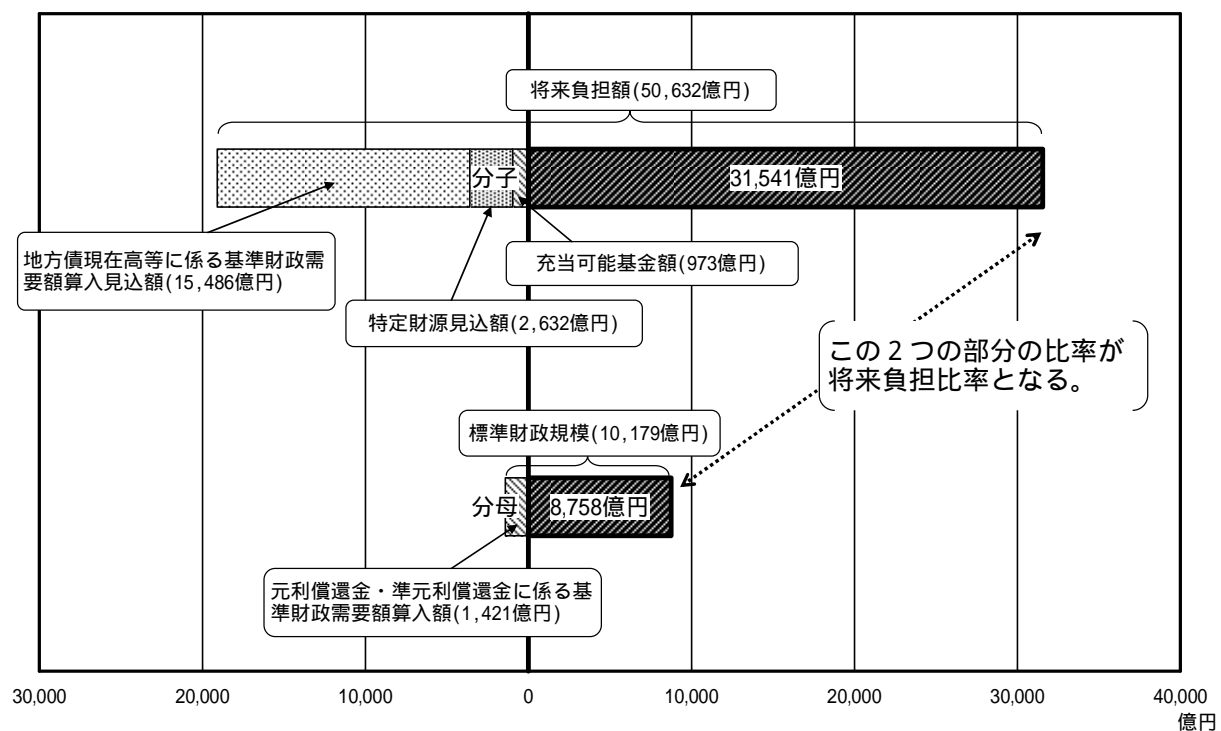 将来負担額(50,632億円)
分子
31,541億円
地方債現在高等に係る基準財政需
要額算入見込額(15,486億円)
充当可能基金額(973億円)
特定財源見込額(2,632億円)
この２つの部分の比率が
将来負担比率となる。
標準財政規模(10,179億円)
分母
8,758億円
元利償還金・準元利償還金に係る基
準財政需要額算入額(1,421億円)
30,000 20,000 10,000 0 10,000 20,000 30,000 40,000
億円